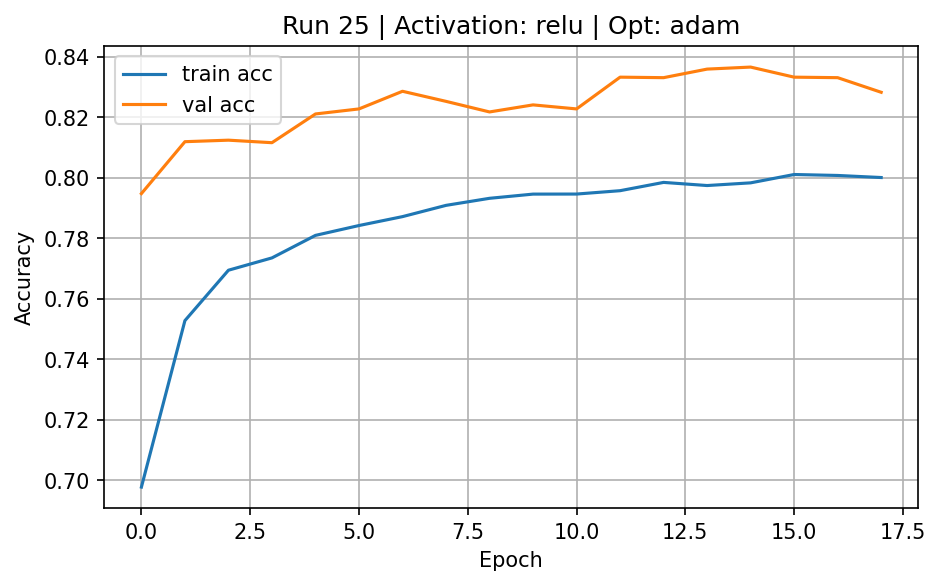 Run 25 | Activation: relu | Opt: adam
train acc
val acc
Accuracy
0.84
0.82
0.80
0.78
0.76
0.74
0.72
0.70
0.0 2.5 5.0 7.5 10.0 12.5 15.0 17.5
Epoch